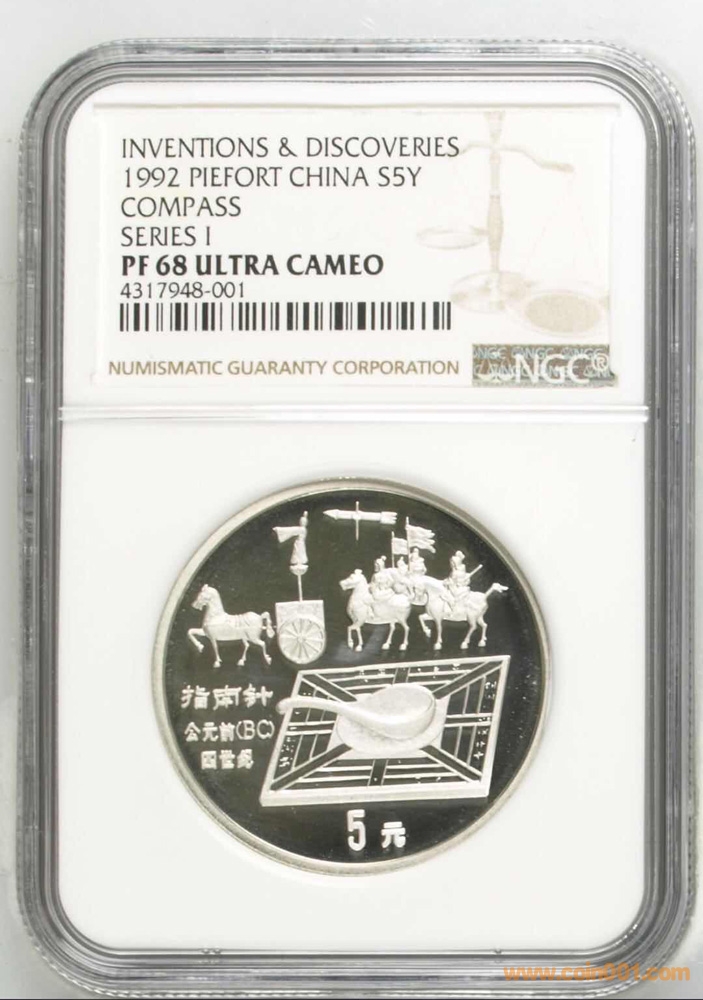 INVENTIONS & DISCOVERIES
1992 PIEFORT CHINA S5Y
COMPASS
SERIES I
PF 68 ULTRA CAMEO
4317948-001
NUMISMATIC GUARANTY CORPORATION
NGC®
指南针
公元前(BC)
四世纪
5元
www.coin001.com